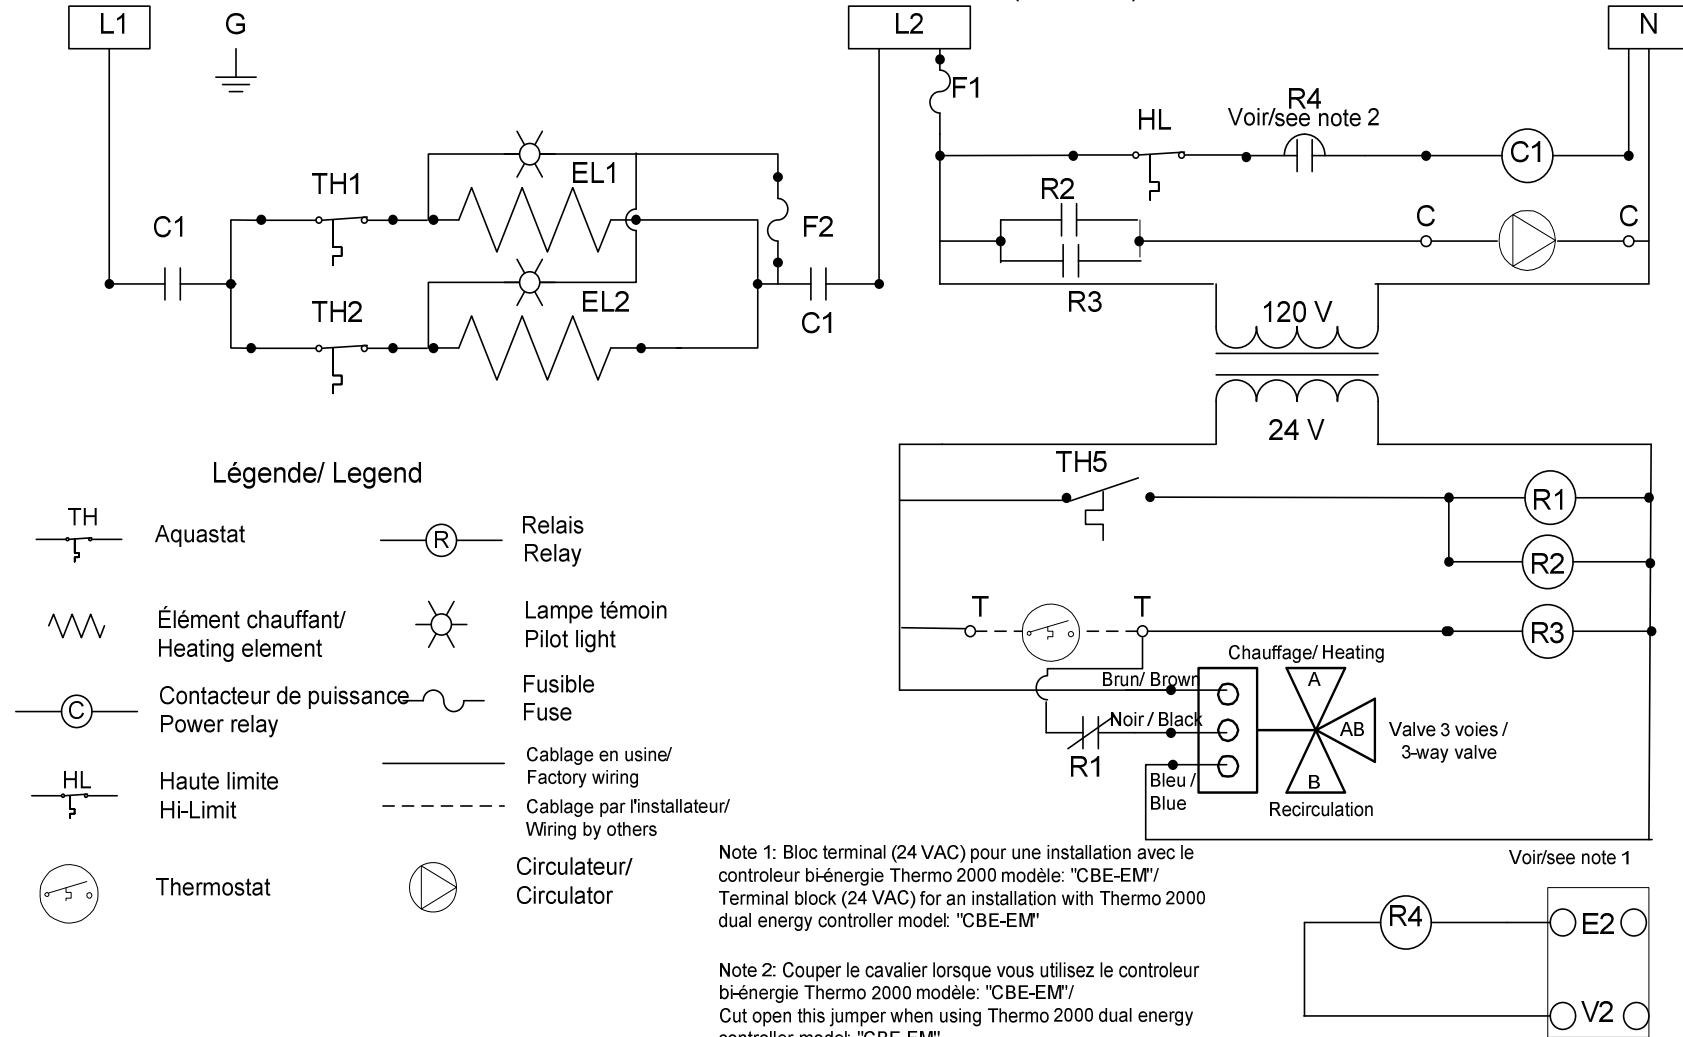 L1
G
L2
N
F1
R4
Voir/see note 2
HL
C1
TH1
EL1
R2
C
C
C1
F2
EL2
TH2
R3
C1
120 V
24 V
TH5
R1
R2
T
T
R3
Chauffage/ Heating
A
Brun/ Brown
Noir / Black
AB
Valve 3 voies /
3-way valve
R1
Bleu /
Blue
B
Recirculation
Légende/ Legend
TH
Aquastat
R
Relais
Relay
Élément chauffant/
Heating element
Lampe témoin
Pilot light
C
Contacteur de puissance
Power relay
Fusible
Fuse
HL
Haute limite
Hi-Limit
Cablage en usine/
Factory wiring
Cablage par l'installateur/
Wiring by others
Thermostat
Circulateur/
Circulator
Note 1: Bloc terminal (24 VAC) pour une installation avec le
controleur bi-énergie Thermo 2000 modèle: "CBE-EM"/
Terminal block (24 VAC) for an installation with Thermo 2000
dual energy controller model: "CBE-EM"
Note 2: Couper le cavalier lorsque vous utilisez le controleur
bi-énergie Thermo 2000 modèle: "CBE-EM"/
Cut open this jumper when using Thermo 2000 dual energy
controller model: "CBE-EM"
Voir/see note 1
R4
E2
V2